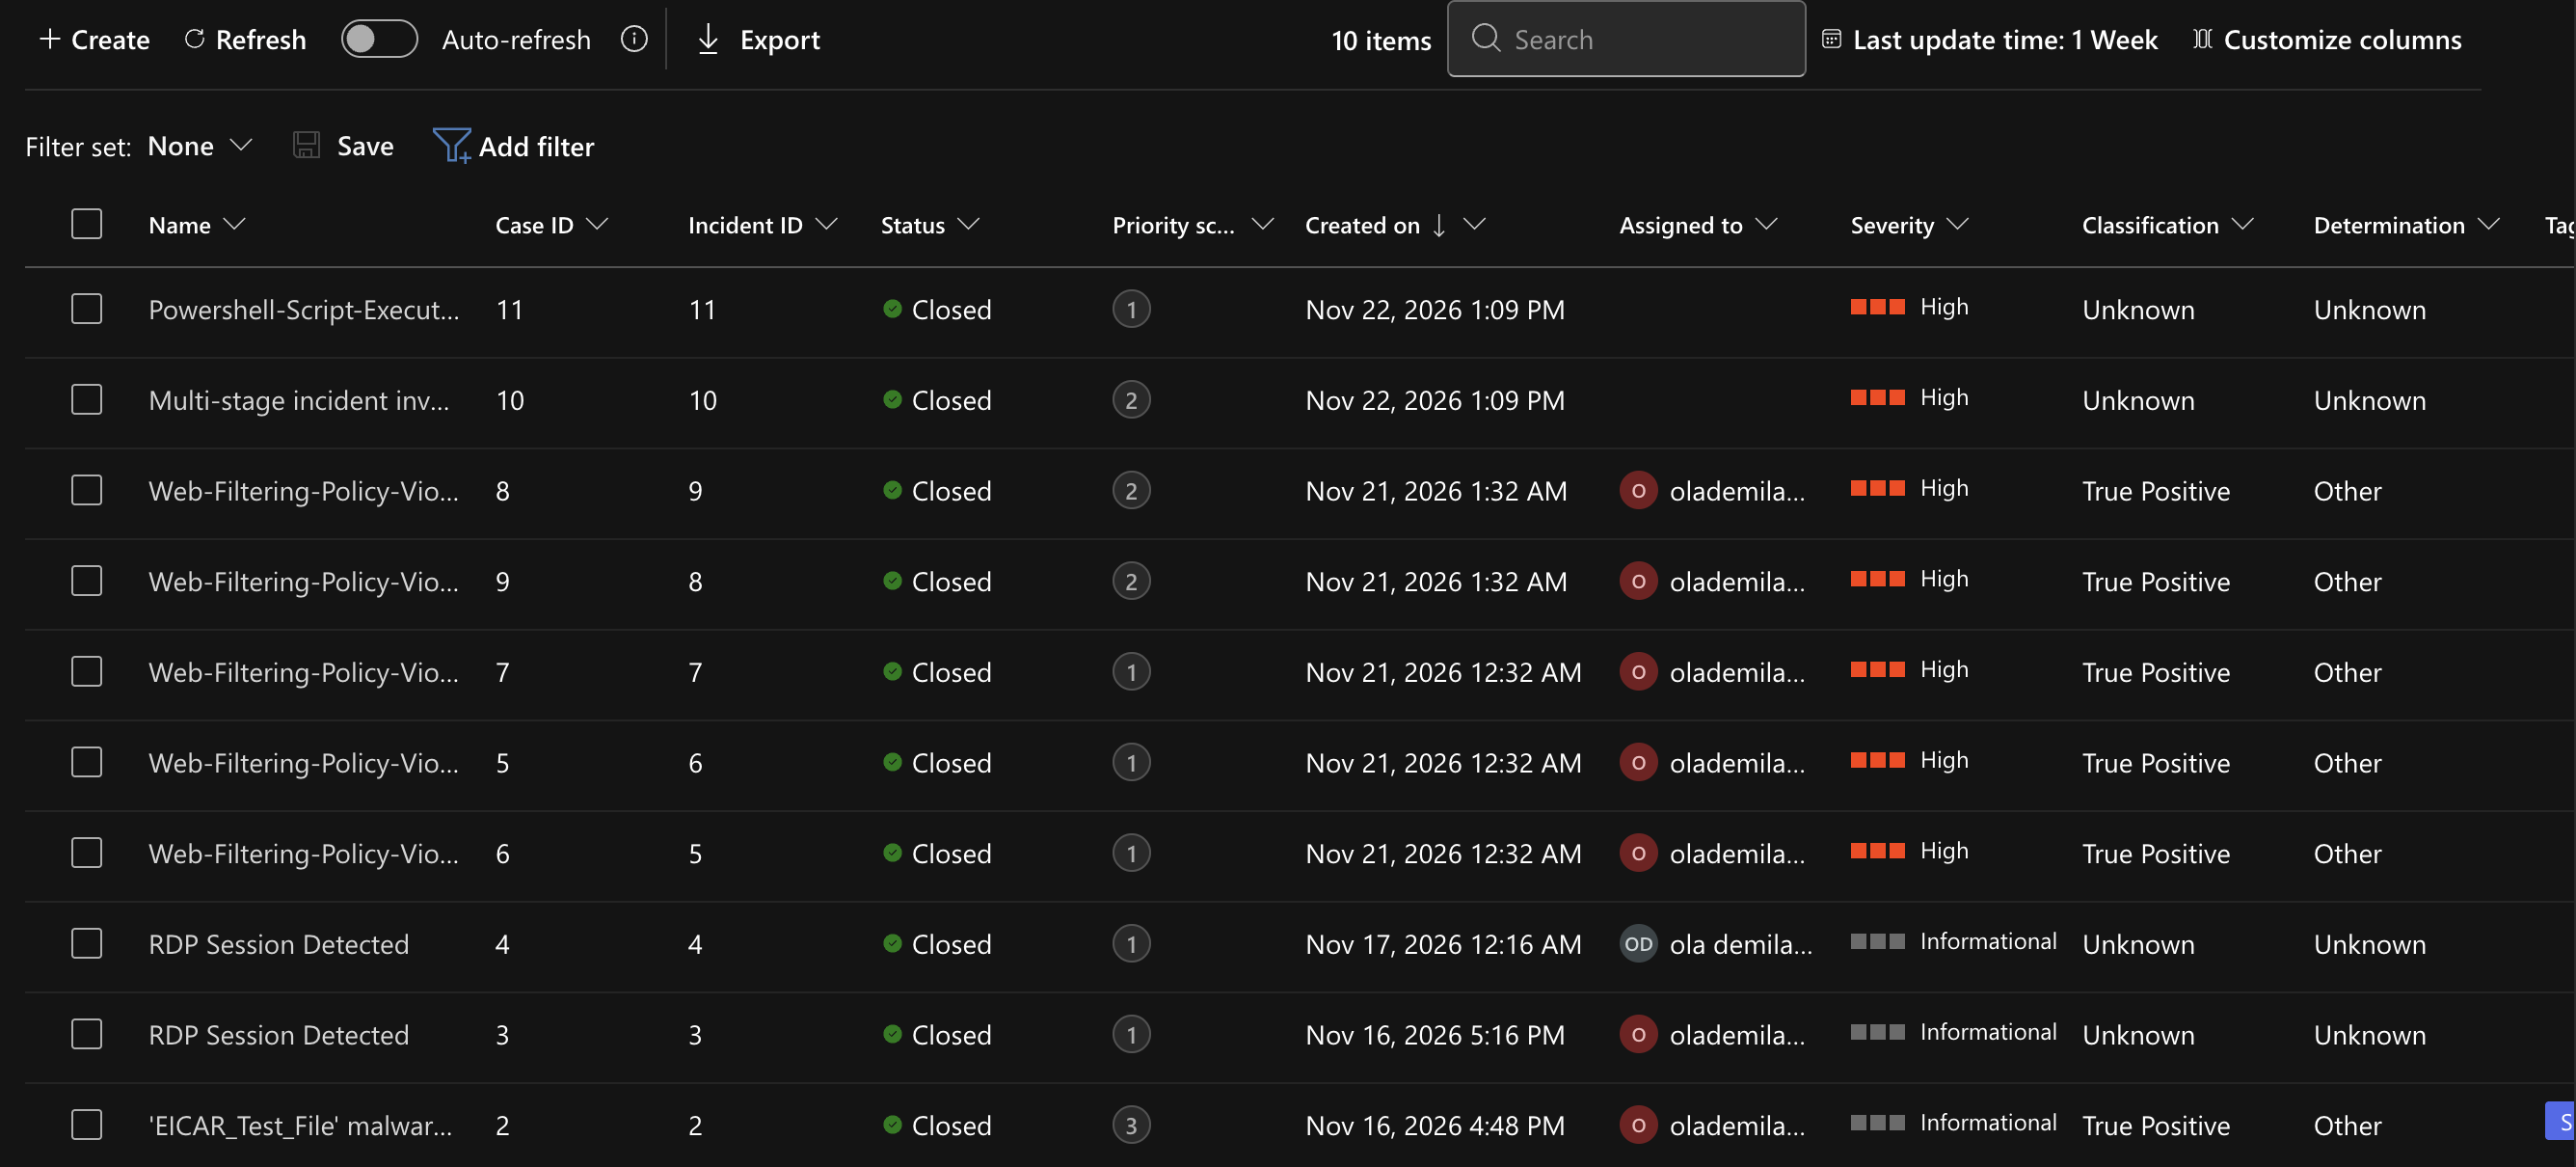 Create Refresh Auto-refresh Export 10 items Search Last update time: 1 Week Customize columns
Filter set: None Save Add filter
Name Case ID Incident ID Status Priority sc... Created on Assigned to Severity Classification Determination Tag
Powershell-Script-Execut... 11 11 Closed 1 Nov 22, 2026 1:09 PM High Unknown Unknown
Multi-stage incident inv... 10 10 Closed 2 Nov 22, 2026 1:09 PM High Unknown Unknown
Web-Filtering-Policy-Vio... 8 9 Closed 2 Nov 21, 2026 1:32 AM O olademila... High True Positive Other
Web-Filtering-Policy-Vio... 9 8 Closed 2 Nov 21, 2026 1:32 AM O olademila... High True Positive Other
Web-Filtering-Policy-Vio... 7 7 Closed 1 Nov 21, 2026 12:32 AM O olademila... High True Positive Other
Web-Filtering-Policy-Vio... 5 6 Closed 1 Nov 21, 2026 12:32 AM O olademila... High True Positive Other
Web-Filtering-Policy-Vio... 6 5 Closed 1 Nov 21, 2026 12:32 AM O olademila... High True Positive Other
RDP Session Detected 4 4 Closed 1 Nov 17, 2026 12:16 AM OD ola demila... Informational Unknown Unknown
RDP Session Detected 3 3 Closed 1 Nov 16, 2026 5:16 PM O olademila... Informational Unknown Unknown
'EICAR_Test_File' malwar... 2 2 Closed 3 Nov 16, 2026 4:48 PM O olademila... Informational True Positive Other S